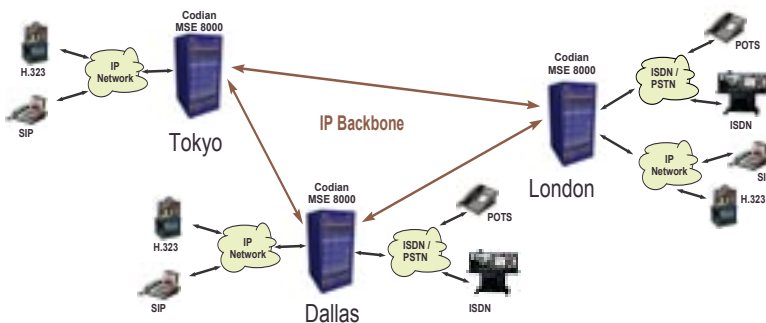 Codian
MSE 8000
H.323
IP
Network
SIP
Tokyo
IP Backbone
Codian
MSE 8000
London
ISDN /
PSTN
POTS
ISDN
IP
Network
SI
H.323
Codian
MSE 8000
Dallas
H.323
IP
Network
SIP
ISDN /
PSTN
POTS
ISDN